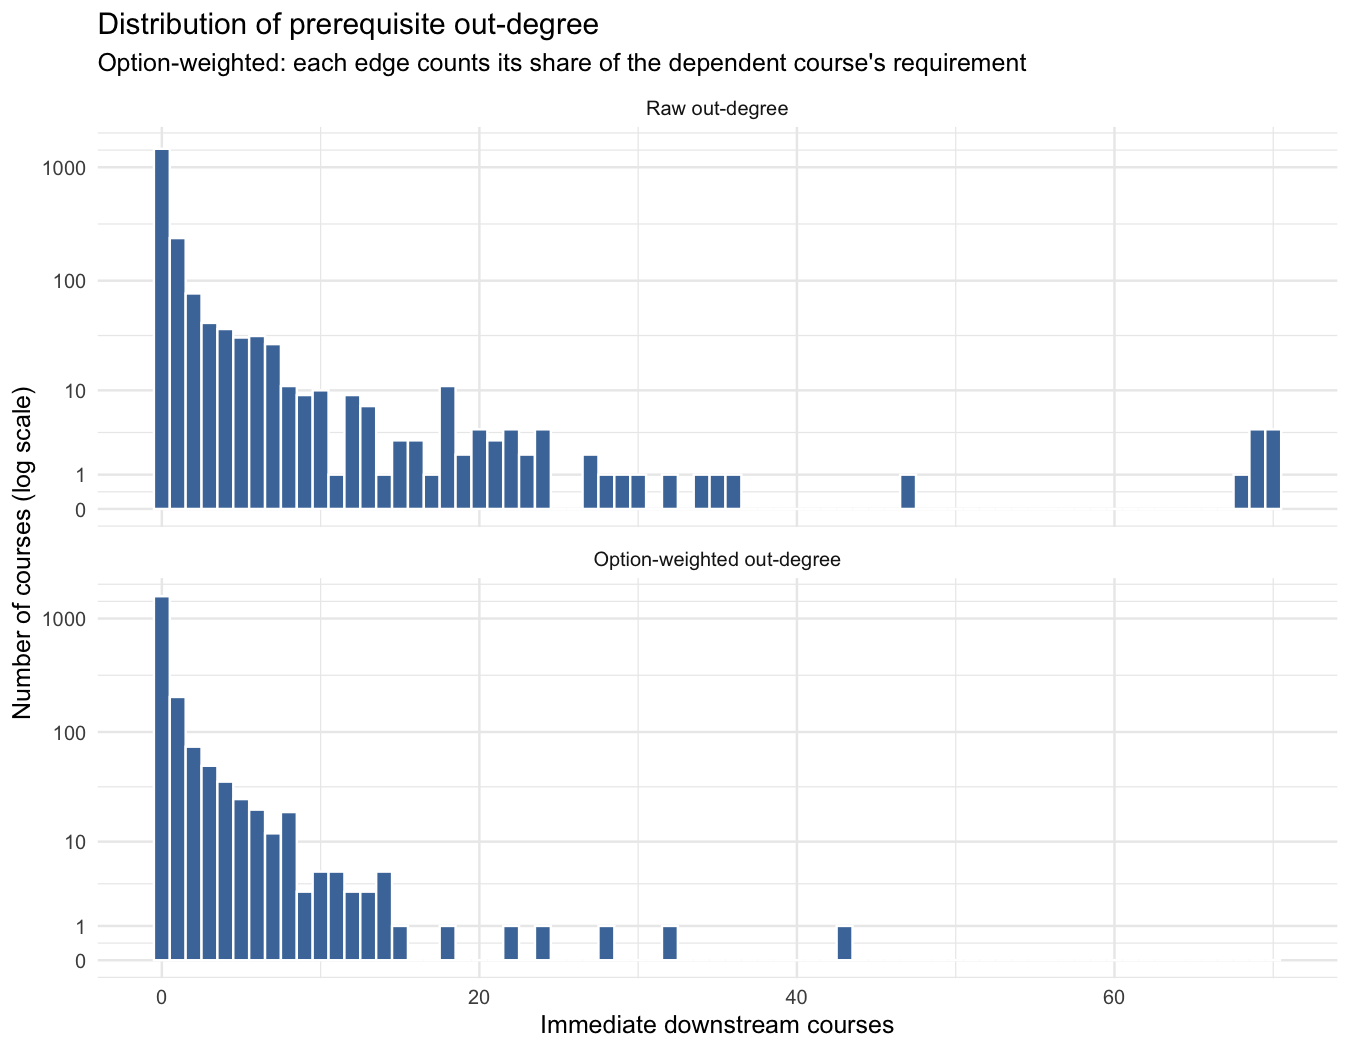 Distribution of prerequisite out-degree
Option-weighted: each edge counts its share of the dependent course's requirement
Raw out-degree
1000
100
10
1
0
Number of courses (log scale)
Option-weighted out-degree
1000
100
10
1
0
0 20 40 60
Immediate downstream courses